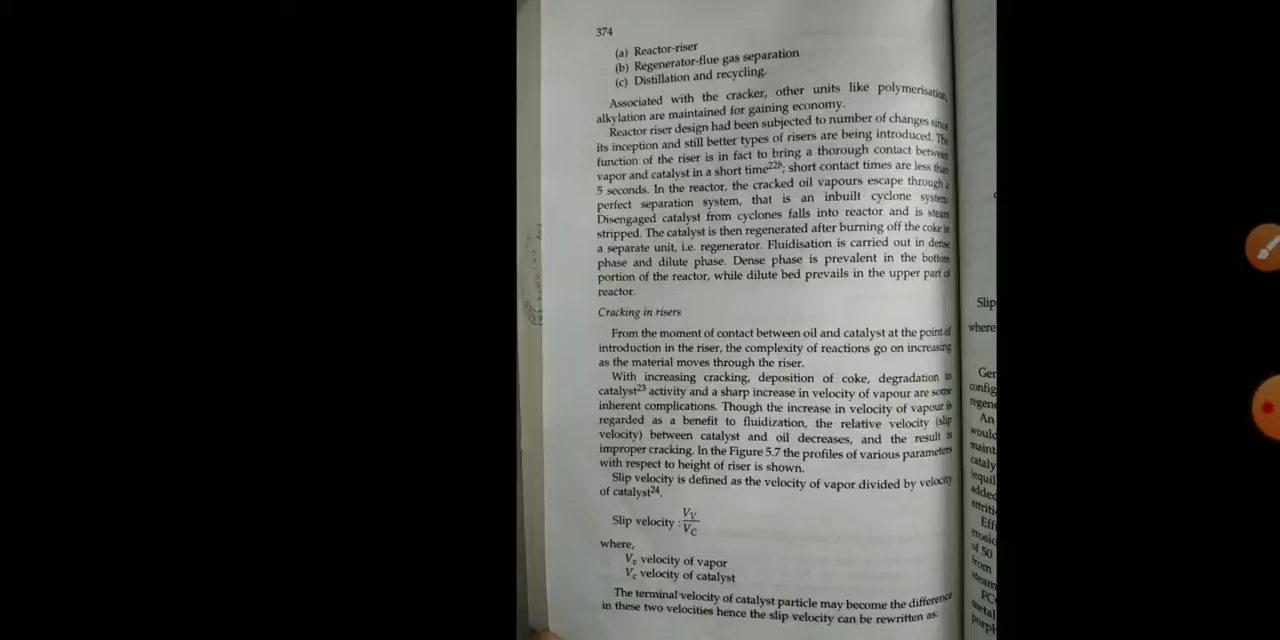 374
(a) Reactor-riser
(b) Regenerator-flue gas separation
(c) Distillation and recycling.
Associated with the cracker, other units like polymerisation,
alkylation are maintained for gaining economy.
Reactor riser design had been subjected to number of changes since
its inception and still better types of risers are being introduced. The
function of the riser is in fact to bring a thorough contact between
vapor and catalyst in a short time22b; short contact times are less than
5 seconds. In the reactor, the cracked oil vapours escape through a
perfect separation system, that is an inbuilt cyclone system.
Disengaged catalyst from cyclones falls into reactor and is steam
stripped. The catalyst is then regenerated after burning off the coke in
a separate unit, i.e. regenerator. Fluidisation is carried out in dense
phase and dilute phase. Dense phase is prevalent in the bottom
portion of the reactor, while dilute bed prevails in the upper part of
reactor.
Cracking in risers
From the moment of contact between oil and catalyst at the point of
introduction in the riser, the complexity of reactions go on increasing
as the material moves through the riser.
With increasing cracking, deposition of coke, degradation in
catalyst23 activity and a sharp increase in velocity of vapour are some
inherent complications. Though the increase in velocity of vapour is
regarded as a benefit to fluidization, the relative velocity (slip
velocity) between catalyst and oil decreases, and the result is
improper cracking. In the Figure 5.7 the profiles of various parameters
with respect to height of riser is shown.
Slip velocity is defined as the velocity of vapor divided by velocity
of catalyst24.
Slip velocity : VV/VC
where,
Vv velocity of vapor
Vc velocity of catalyst
The terminal velocity of catalyst particle may become the difference
in these two velocities hence the slip velocity can be rewritten as:
Slip
where
Gen
config
regene
An
would
maint
cataly
(equil
added
attriti
Effi
erosio
of 50
from
steam
FC
metal
porph